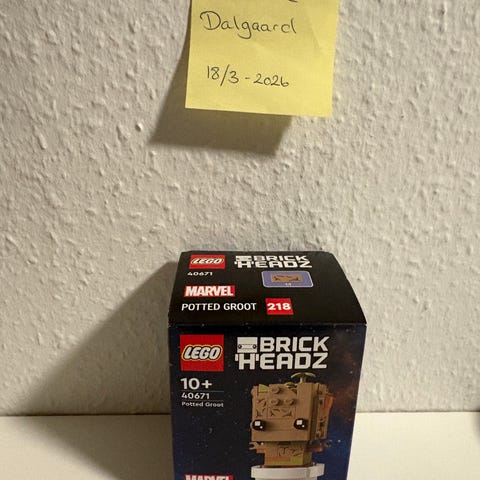 Dalgaard
18/3-2026
LEGO
BRICK
HEADZ
40671
MARVEL
POTTED GROOT 218
LEGO
BRICK
HEADZ
10+
40671
Potted Groot
MARVEL